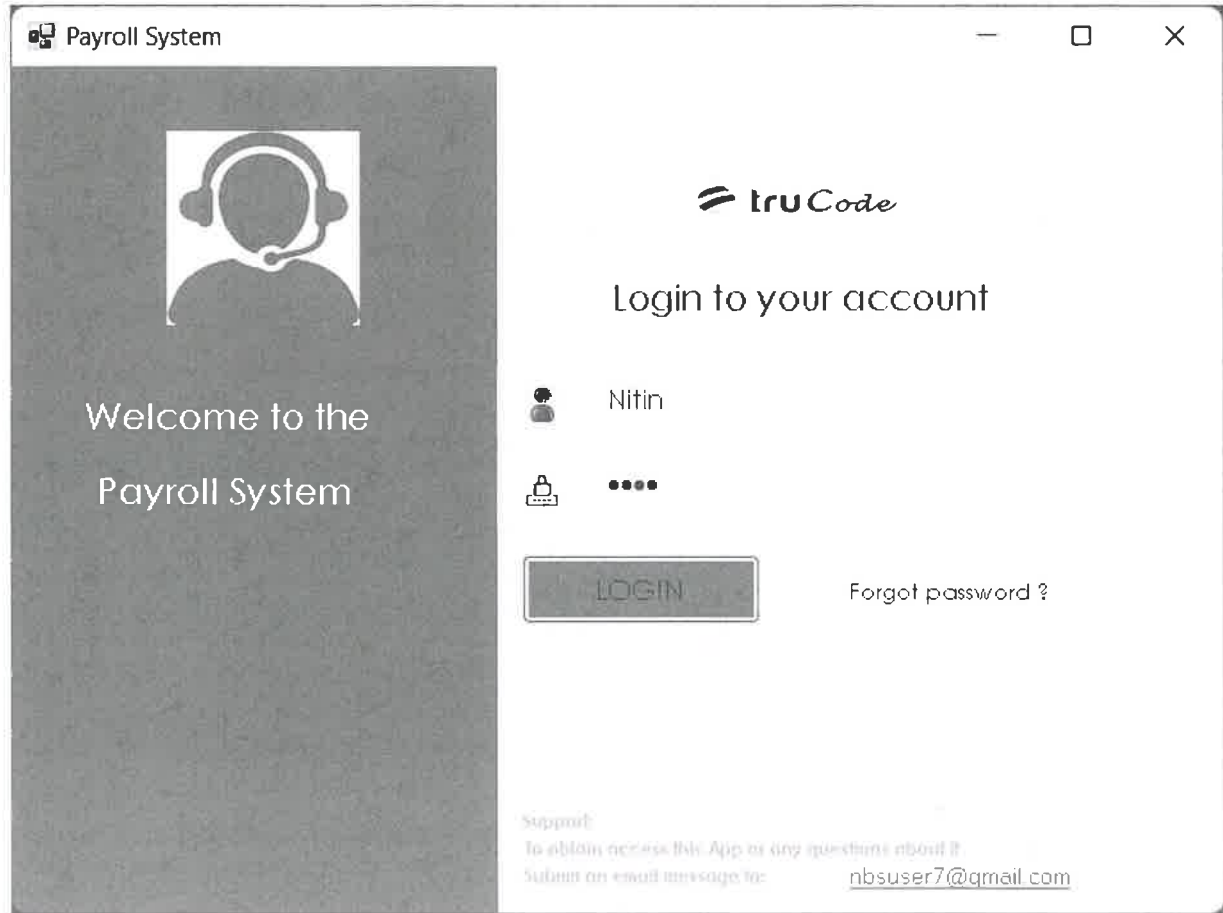 Payroll System
Welcome to the
Payroll System
truCode
Login to your account
Nitin
••••
LOGIN
Forgot password ?
Support:
To obtain access this App or any questions about it
Submit an email message to:
nbsuser7@gmail.com